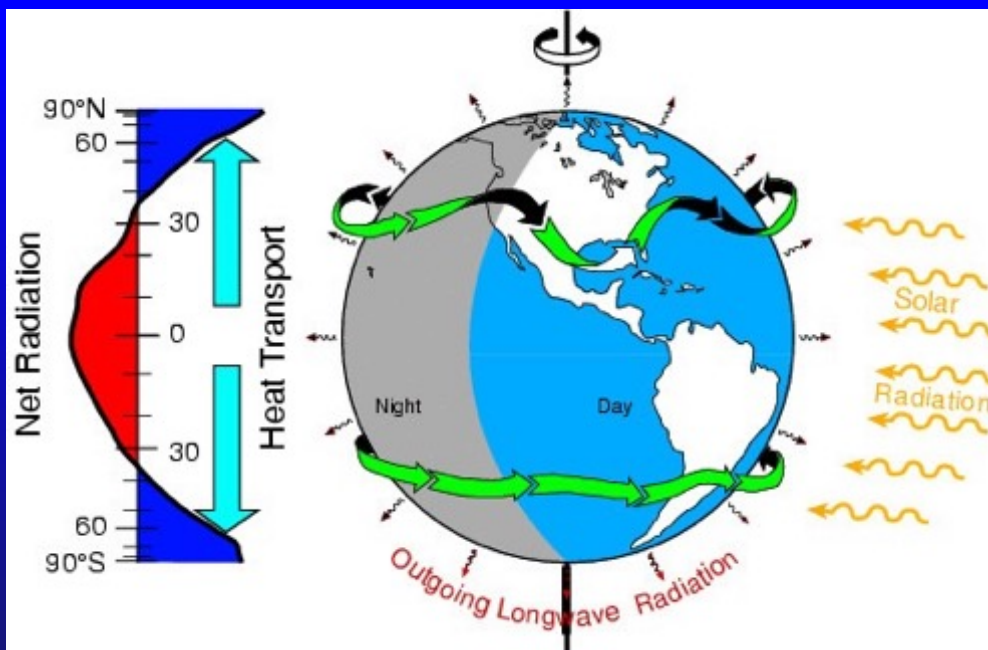 90°N
60
30
0
30
60
90°S
Net Radiation
Heat Transport
Night
Day
Solar
Radiation
Outgoing Longwave Radiation